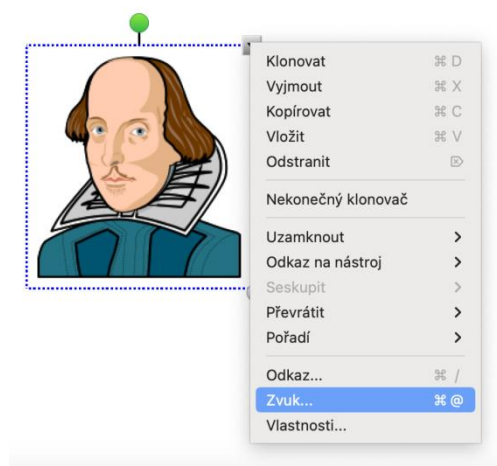 Klonovat ⌘ D
Vyjmout ⌘ X
Kopírovat ⌘ C
Vložit ⌘ V
Odstranit ⌦
Nekonečný klonovač
Uzamknout >
Odkaz na nástroj >
Seskupit >
Převrátit >
Pořadí >
Odkaz... ⌘ /
Zvuk... ⌘ @
Vlastnosti...